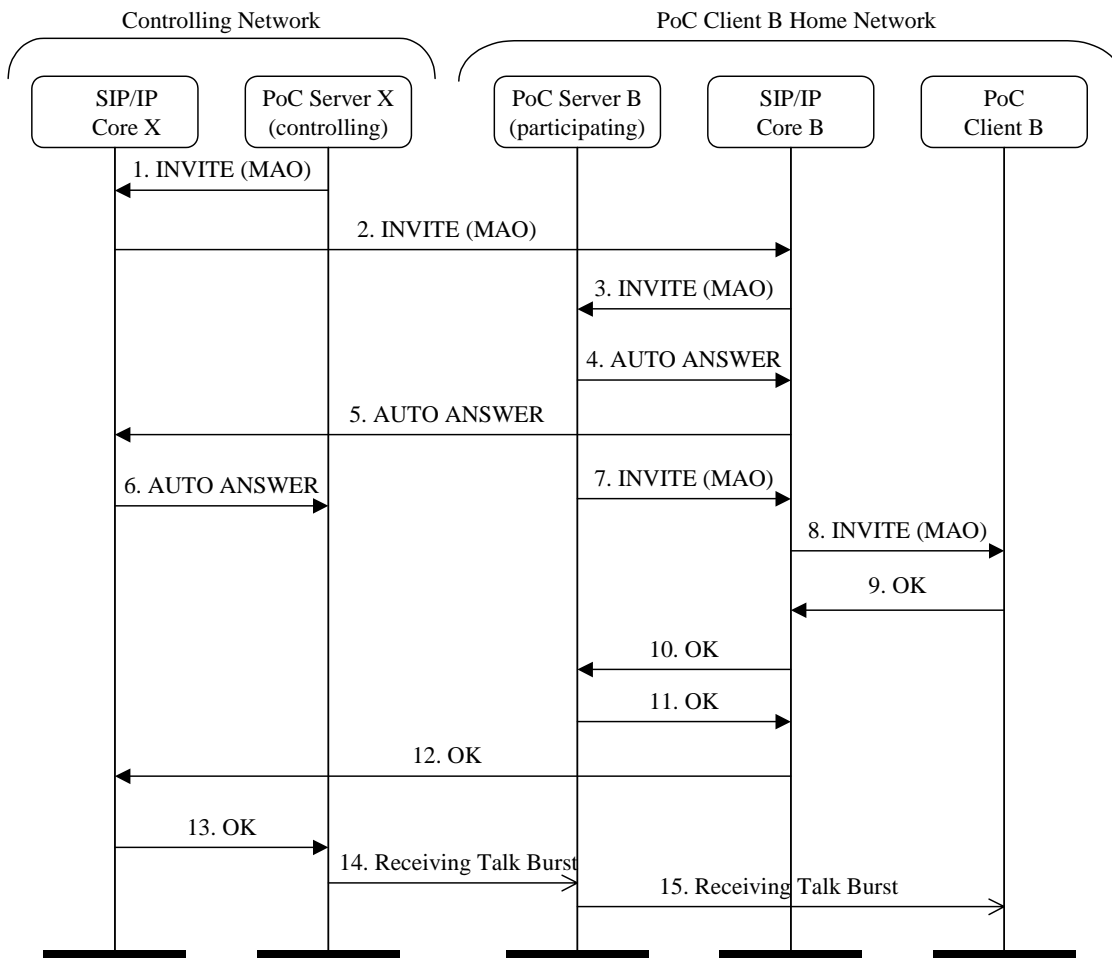 Controlling Network
PoC Client B Home Network
SIP/IP
Core X
PoC Server X
(controlling)
PoC Server B
(participating)
SIP/IP
Core B
PoC
Client B
1. INVITE (MAO)
2. INVITE (MAO)
3. INVITE (MAO)
4. AUTO ANSWER
5. AUTO ANSWER
6. AUTO ANSWER
7. INVITE (MAO)
8. INVITE (MAO)
9. OK
10. OK
11. OK
12. OK
13. OK
14. Receiving Talk Burst
15. Receiving Talk Burst